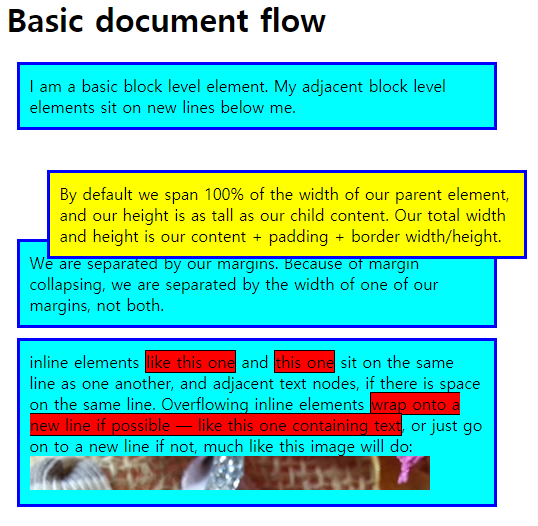 Basic document flow
I am a basic block level element. My adjacent block level
elements sit on new lines below me.
By default we span 100% of the width of our parent element,
and our height is as tall as our child content. Our total width
and height is our content + padding + border width/height.
We are separated by our margins. Because of margin
collapsing, we are separated by the width of one of our
margins, not both.
inline elements like this one and this one sit on the same
line as one another, and adjacent text nodes, if there is space
on the same line. Overflowing inline elements wrap onto a
new line if possible — like this one containing text, or just go
on to a new line if not, much like this image will do: